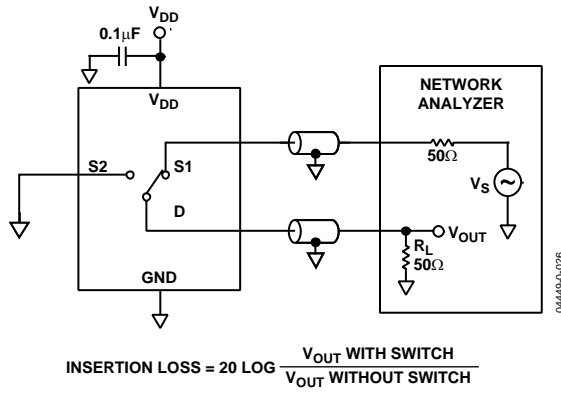 VDD
0.1μF
VDD
S2
S1
D
GND
NETWORK
ANALYZER
50Ω
VS
VOUT
RL
50Ω
04449-0-026
INSERTION LOSS = 20 LOG VOUT WITH SWITCH
VOUT WITHOUT SWITCH